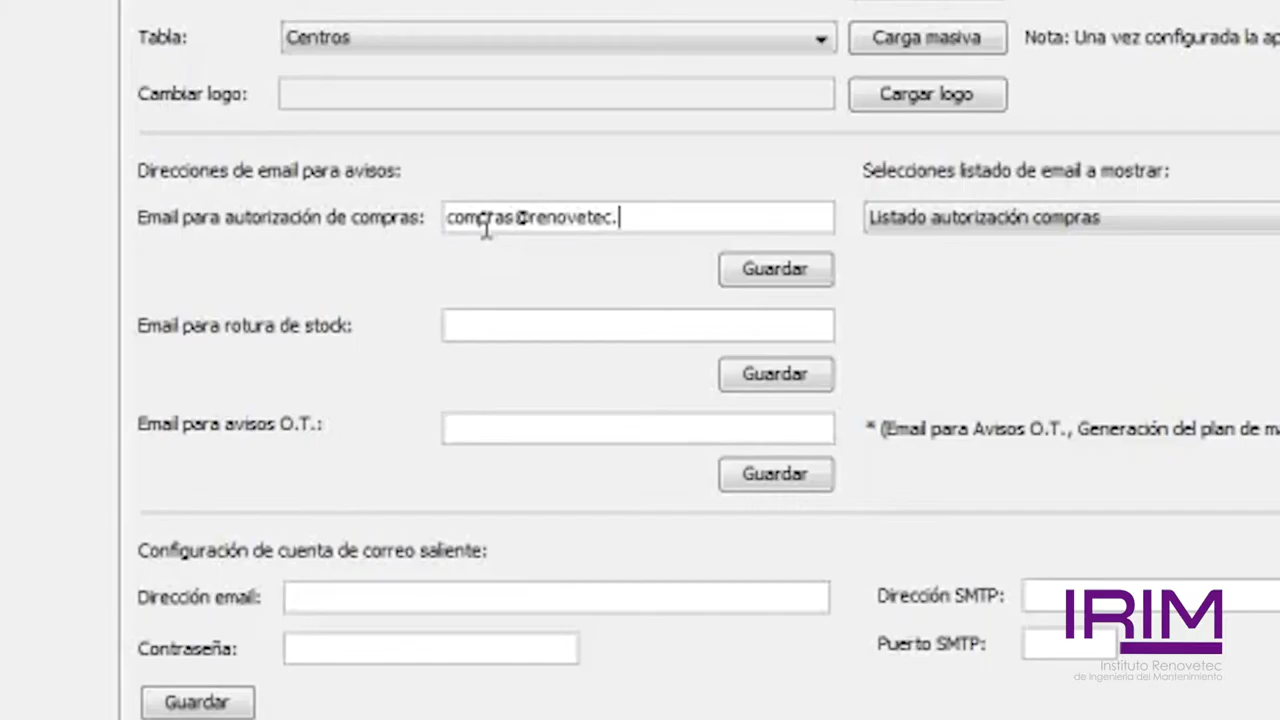 Tabla: Centros Carga masiva Nota: Una vez configurada la ap
Cambiar logo: Cargar logo
Direcciones de email para avisos: Selecciones listado de email a mostrar:
Email para autorización de compras: compras@renovetec. Listado autorización compras
Guardar
Email para rotura de stock:
Guardar
Email para avisos O.T.: * (Email para Avisos O.T., Generación del plan de ma
Guardar
Configuración de cuenta de correo saliente:
Dirección email: Dirección SMTP:
Contraseña: Puerto SMTP:
Guardar
IRIM
Instituto Renovetec
de Ingeniería del Mantenimiento